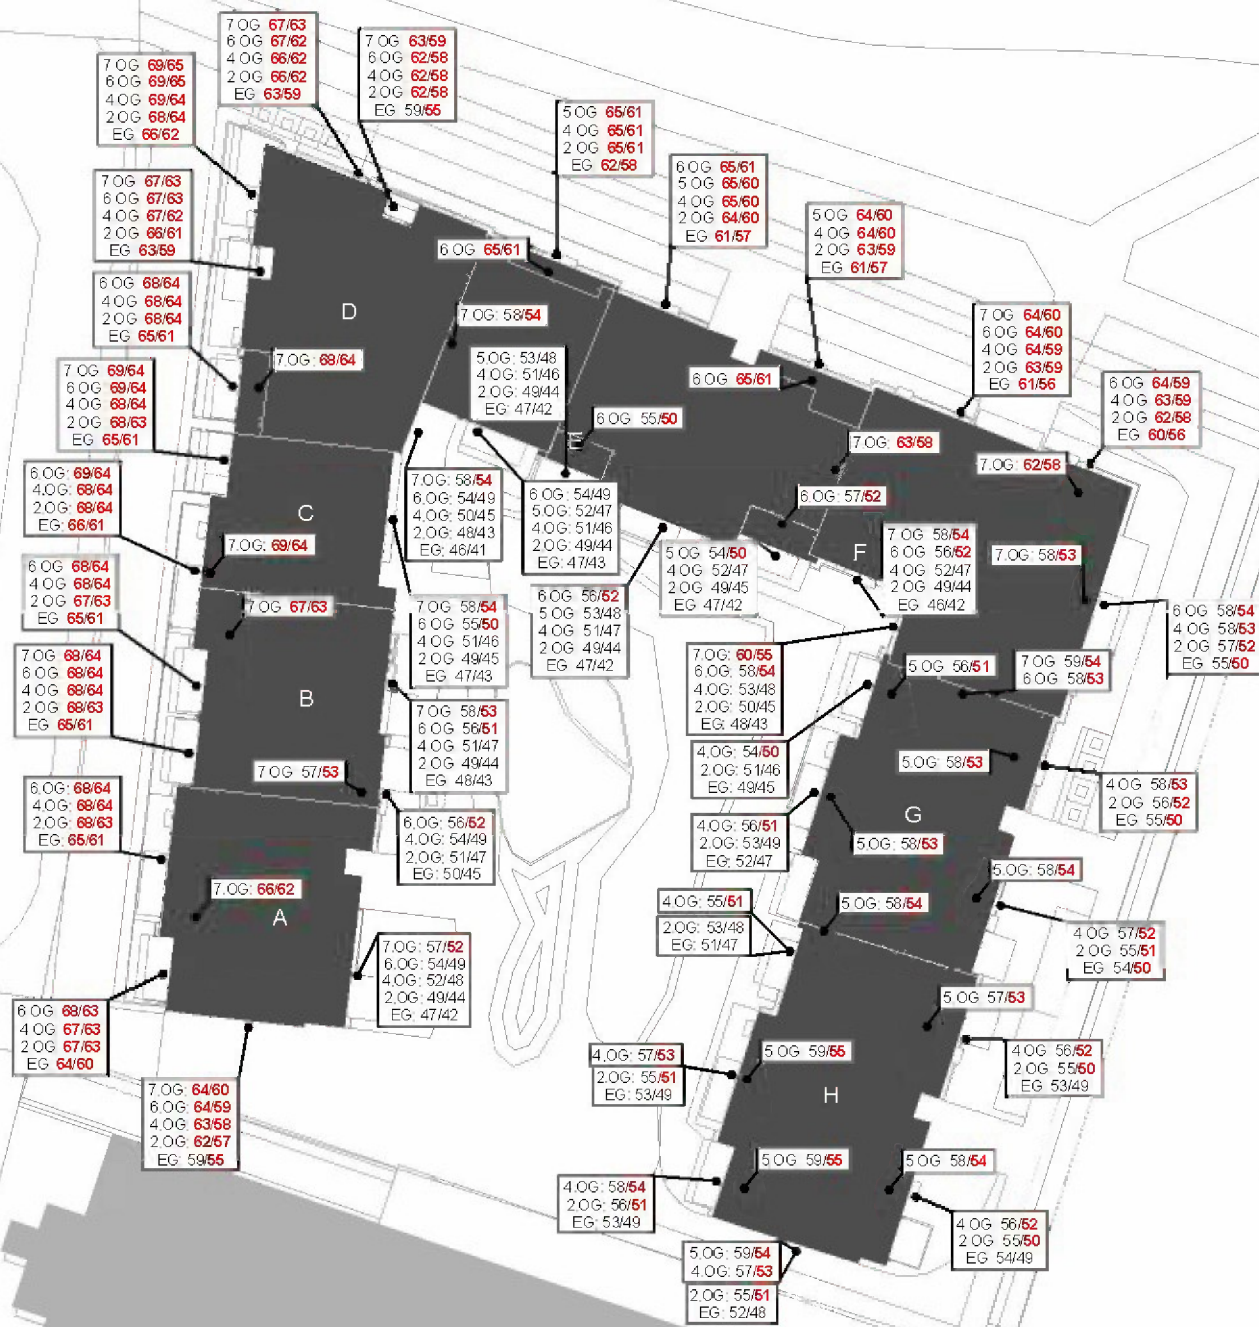 7 OG 67/63
6 OG 67/62
4 OG 66/62
2 OG 66/62
EG 63/59
7 OG 63/59
6 OG 62/58
4 OG 62/58
2 OG 62/58
EG 59/55
7 OG 69/65
6 OG 69/65
4 OG 69/64
2 OG 68/64
EG 66/62
5 OG 65/61
4 OG 65/61
2 OG 65/61
EG 62/58
6 OG 65/61
5 OG 65/60
4 OG 65/60
2 OG 64/60
EG 61/57
7 OG 67/63
6 OG 67/63
4 OG 67/62
2 OG 66/61
EG 63/59
5 OG 64/60
4 OG 64/60
2 OG 63/59
EG 61/57
6 OG 65/61
6 OG 68/64
4 OG 68/64
2 OG 68/64
EG 65/61
D
7 OG: 58/54
7 OG 64/60
6 OG 64/60
4 OG 64/59
2 OG 63/59
EG 61/56
7.OG: 68/64
5 OG: 53/48
4 OG: 51/46
2 OG: 49/44
EG: 47/42
7 OG 69/64
6 OG: 69/64
4 OG: 68/64
2 OG: 68/63
EG 65/61
6 OG 65/61
6 OG 64/59
4 OG 63/59
2 OG 62/58
EG 60/56
6 OG 55/50
E
7 OG: 63/58
7.OG: 62/58
6.OG: 69/64
4.OG: 68/64
2.OG: 68/64
EG: 66/61
7.OG: 58/54
6.OG: 54/49
4.OG: 50/45
2.OG: 48/43
EG: 46/41
6 OG: 54/49
5 OG: 52/47
4 OG: 51/46
2 OG: 49/44
EG: 47/43
6 OG: 57/52
C
7.OG: 69/64
5 OG 54/50
4 OG 52/47
2 OG 49/45
EG 47/42
F
7 OG 58/54
6 OG 56/52
4 OG 52/47
2 OG 49/44
EG 46/42
7.OG: 58/53
6 OG 68/64
4 OG 68/64
2 OG 67/63
EG 65/61
7 OG 67/63
7 OG 58/54
6 OG 55/50
4 OG 51/46
2 OG 49/45
EG 47/43
6 OG 56/52
5 OG 53/48
4 OG 51/47
2 OG 49/44
EG 47/42
6 OG 58/54
4 OG 58/53
2 OG: 57/52
EG 55/50
7 OG 68/64
6 OG 68/64
4 OG 68/64
2 OG 68/63
EG 65/61
7.OG: 60/55
6.OG: 58/54
4.OG: 53/48
2.OG: 50/45
EG: 48/43
5 OG 56/51
7 OG 59/54
6 OG: 58/53
B
7 OG: 58/53
6 OG 56/51
4 OG 51/47
2 OG 49/44
EG 48/43
4.OG: 54/50
2.OG: 51/46
EG: 49/45
5.OG: 58/53
7 OG 57/53
6.OG: 68/64
4.OG: 68/64
2.OG: 68/63
EG: 65/61
6.OG: 56/52
4.OG: 54/49
2.OG: 51/47
EG: 50/45
4.OG: 56/51
2.OG: 53/49
EG: 52/47
G
5.OG: 58/53
4 OG: 58/53
2 OG: 56/52
EG: 55/50
7.OG: 66/62
A
5.OG: 58/54
4.OG: 55/51
2.OG: 53/48
EG: 51/47
5 OG: 58/54
4 OG 57/52
2 OG 55/51
EG 54/50
7.OG: 57/52
6.OG: 54/49
4.OG: 52/48
2.OG: 49/44
EG: 47/42
5 OG 57/53
6 OG 68/63
4 OG 67/63
2 OG 67/63
EG 64/60
4.OG: 57/53
2.OG: 55/51
EG: 53/49
5 OG 59/55
4 OG: 56/52
2 OG: 55/50
EG: 53/49
H
7.OG: 64/60
6.OG: 64/59
4.OG: 63/58
2.OG: 62/57
EG: 59/55
5 OG 59/55
5 OG 58/54
4.OG: 58/54
2.OG: 56/51
EG: 53/49
4 OG 56/52
2 OG 55/50
EG 54/49
5.OG: 59/54
4.OG: 57/53
2.OG: 55/51
EG: 52/48